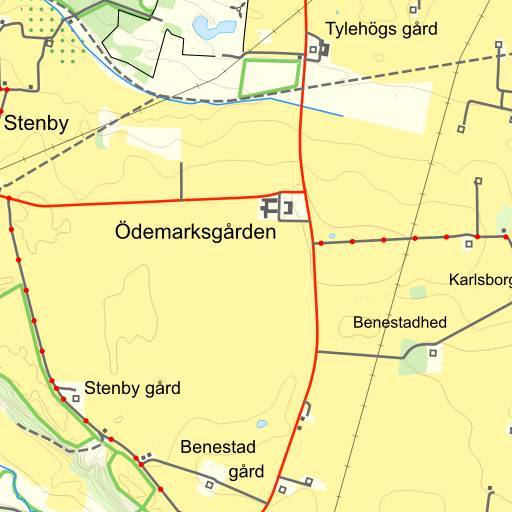 Tylehögs gård
Stenby
Ödemarksgården
Karlsborg
Benestadhed
Stenby gård
Benestad
gård